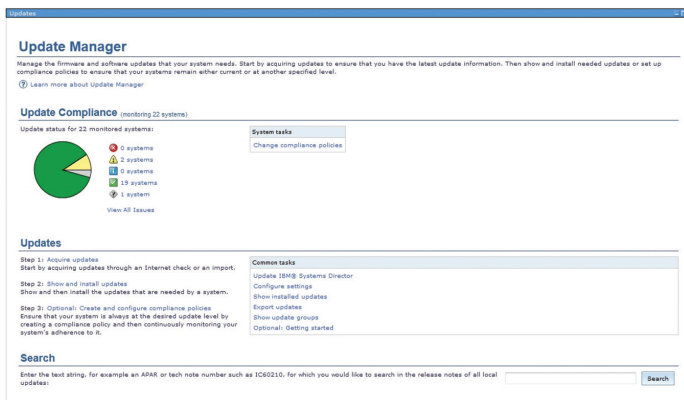 Updates
Update Manager
Manage the firmware and software updates that your system needs. Start by acquiring updates to ensure that you have the latest update information. Then show and install needed updates or set up
compliance policies to ensure that your systems remain either current or at another specified level.
? Learn more about Update Manager
Update Compliance (monitoring 22 systems)
Update status for 22 monitored systems:
0 systems
2 systems
0 systems
19 systems
1 system
View All Issues
System tasks
Change compliance policies
Updates
Step 1: Acquire updates
Start by acquiring updates through an Internet check or an import.
Step 2: Show and install updates
Show and then install the updates that are needed by a system.
Step 3: Optional: Create and configure compliance policies
Ensure that your system is always at the desired update level by
creating a compliance policy and then continuously monitoring your
system's adherence to it.
Common tasks
Update IBM® Systems Director
Configure settings
Show installed updates
Export updates
Show update groups
Optional: Getting started
Search
Enter the text string, for example an APAR or tech note number such as IC60210, for which you would like to search in the release notes of all local
updates:
Search